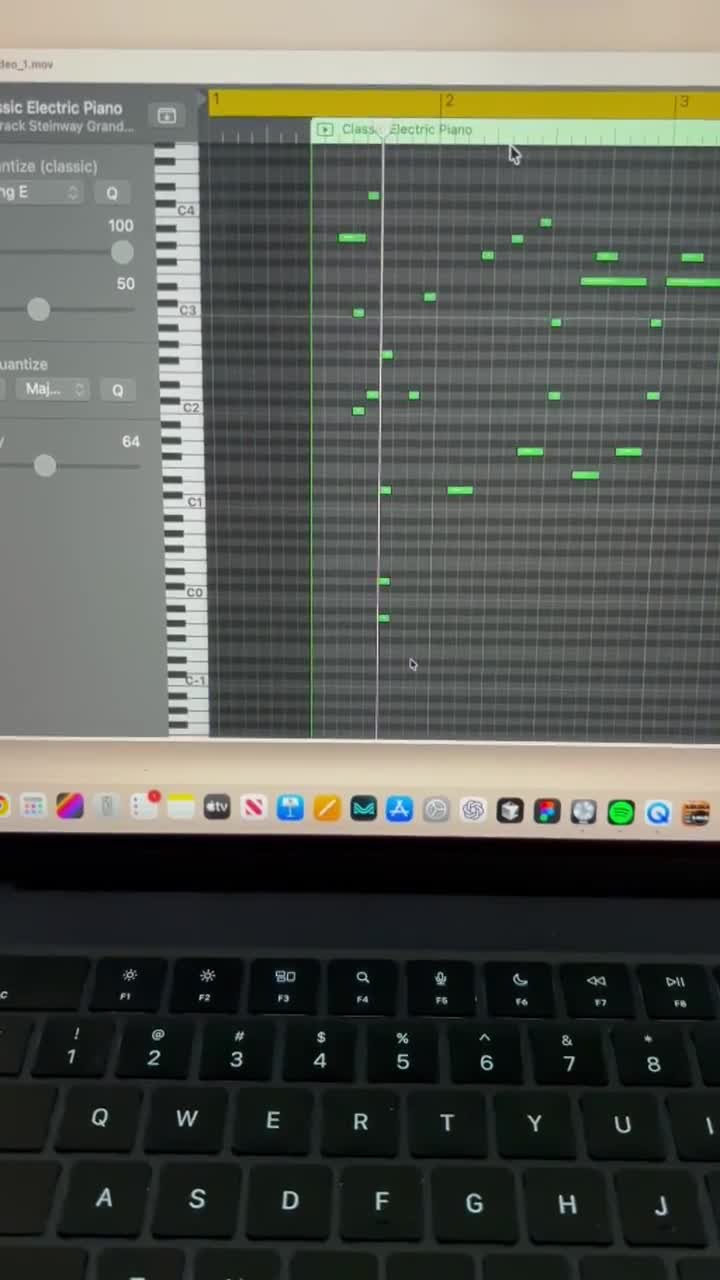 deo_1.mov
ssic Electric Piano
rack Steinway Grand...
1
2
3
Classic Electric Piano
ntize (classic)
ng E
Q
100
50
uantize
Maj...
Q
y
64
C4
C3
C2
C1
C0
C-1
tv
c
F1
F2
F3
F4
F5
F6
F7
F8
! @ # $ % ^ & *
1 2 3 4 5 6 7 8
Q W E R T Y U I
A S D F G H J